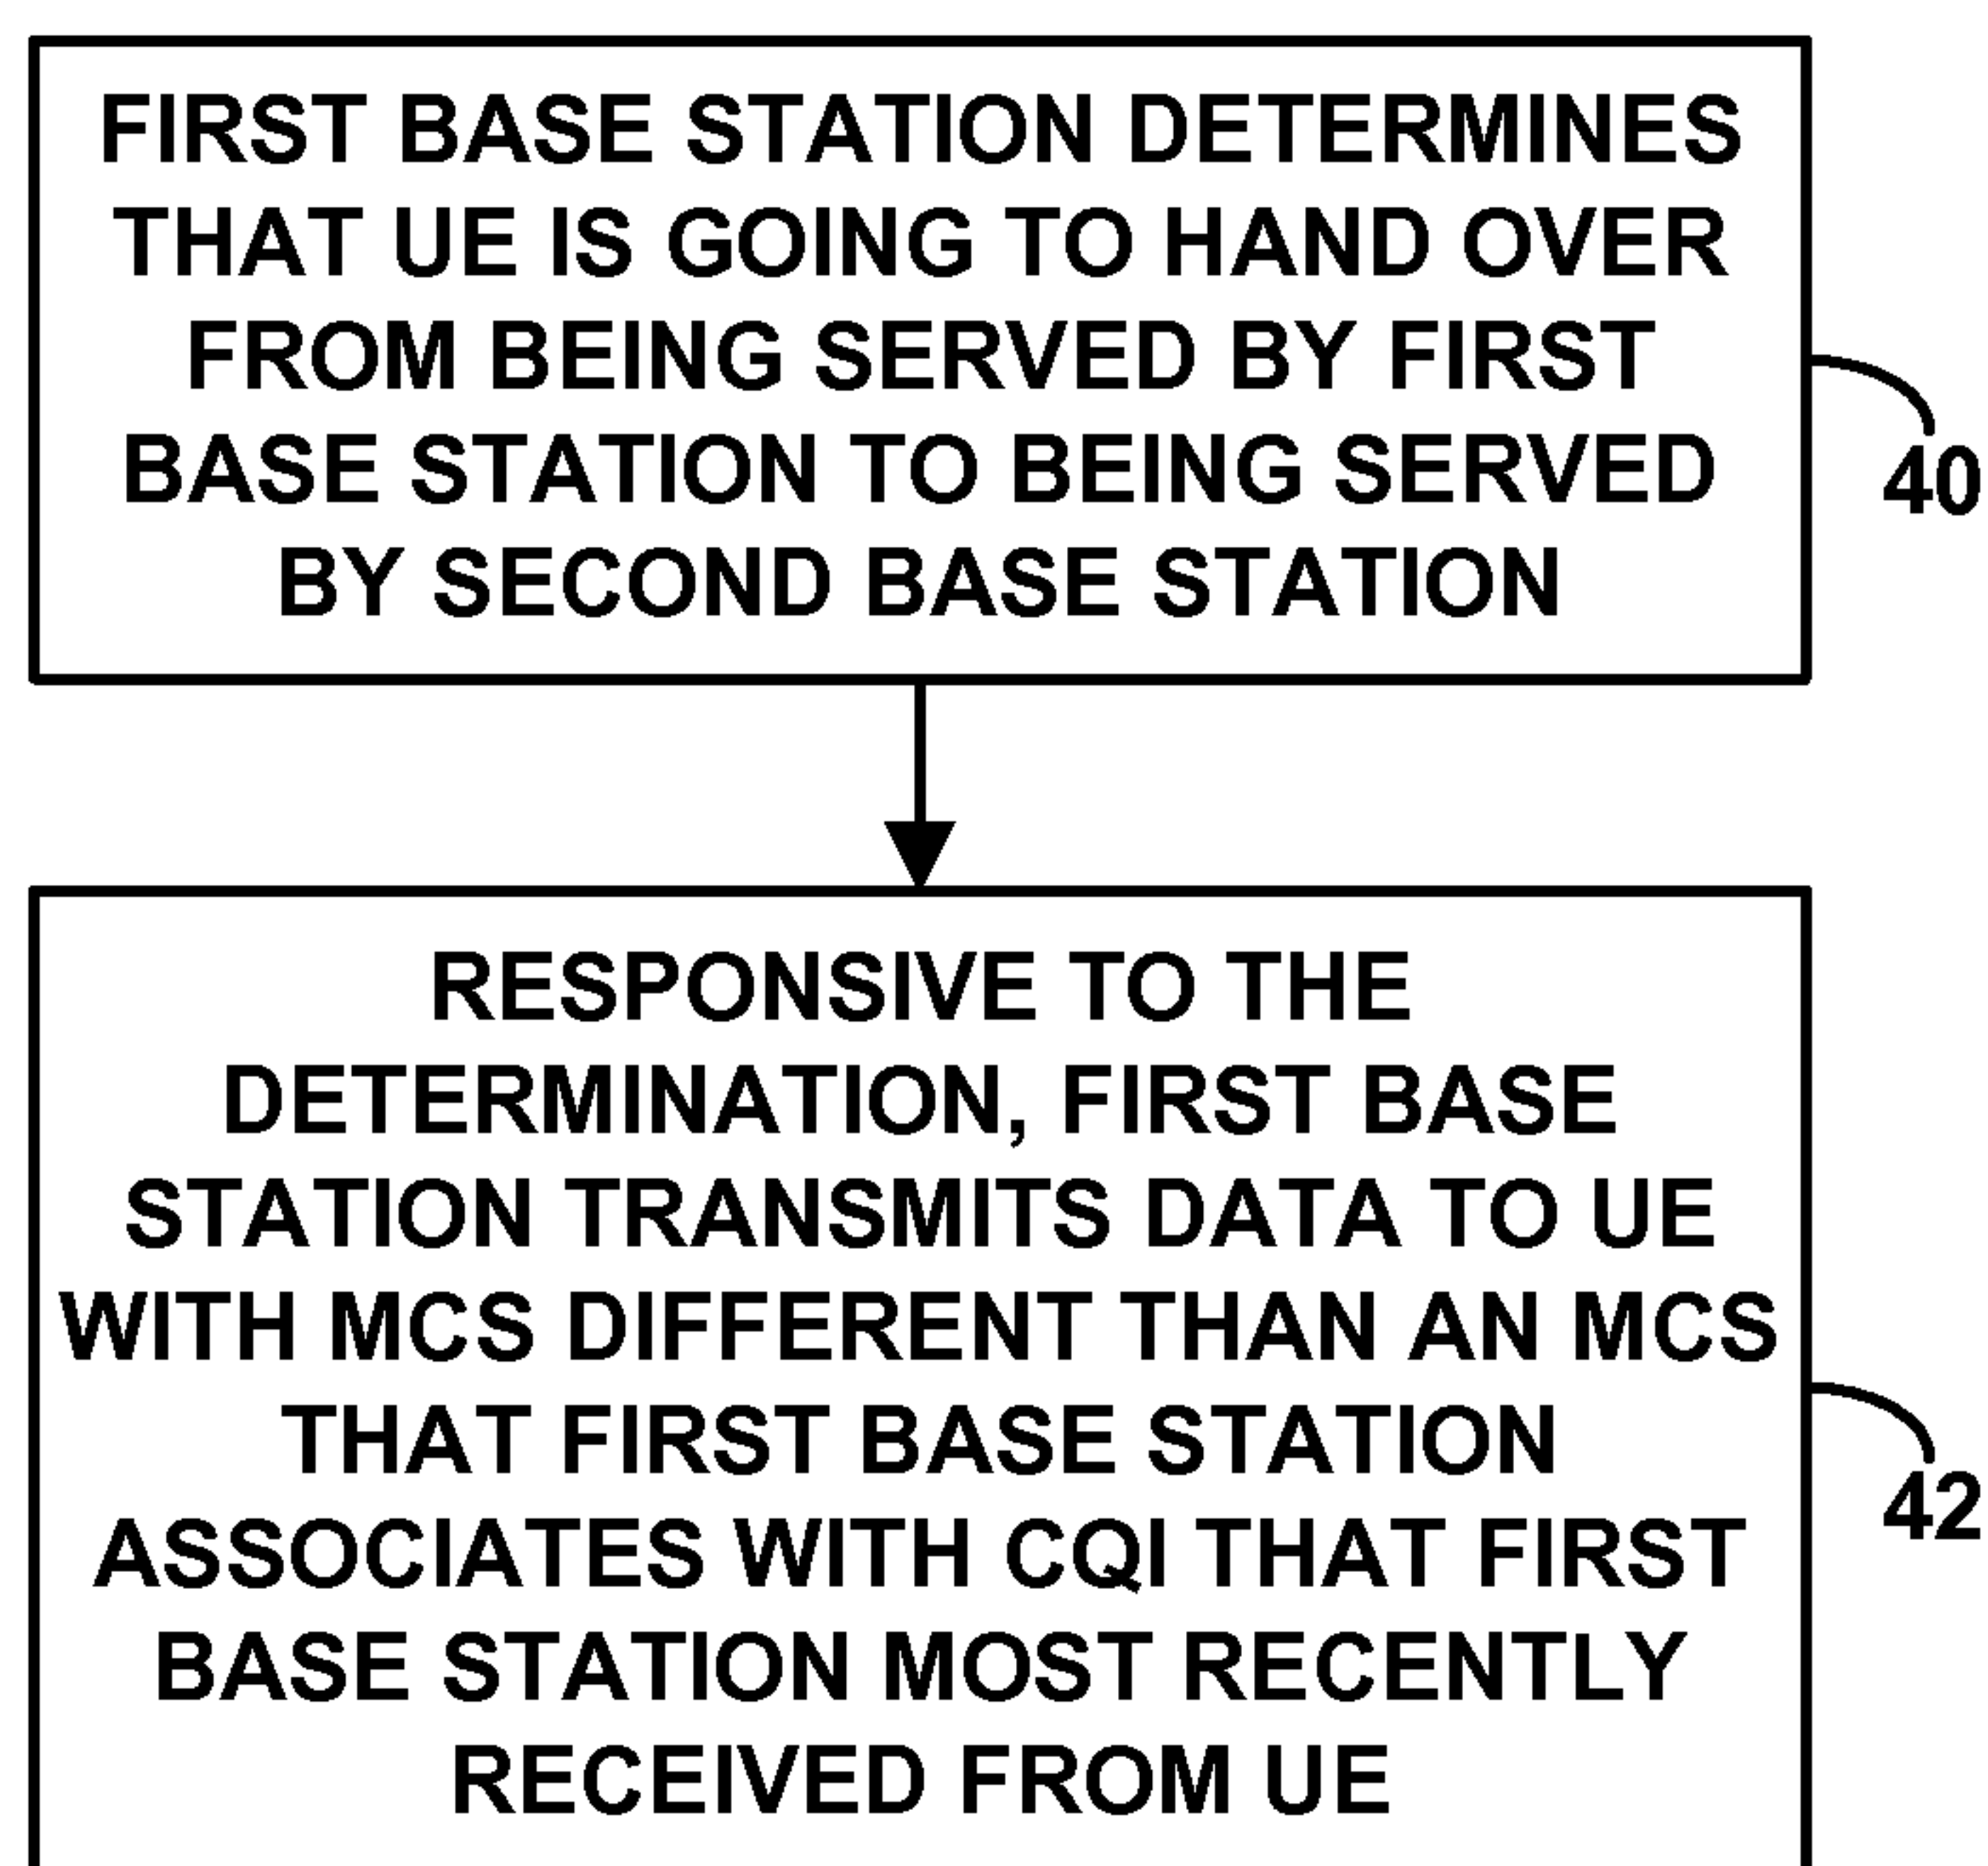 FIRST BASE STATION DETERMINES
THAT UE IS GOING TO HAND OVER
FROM BEING SERVED BY FIRST
BASE STATION TO BEING SERVED
BY SECOND BASE STATION
40
RESPONSIVE TO THE
DETERMINATION, FIRST BASE
STATION TRANSMITS DATA TO UE
WITH MCS DIFFERENT THAN AN MCS
THAT FIRST BASE STATION
ASSOCIATES WITH CQI THAT FIRST
BASE STATION MOST RECENTLY
RECEIVED FROM UE
42